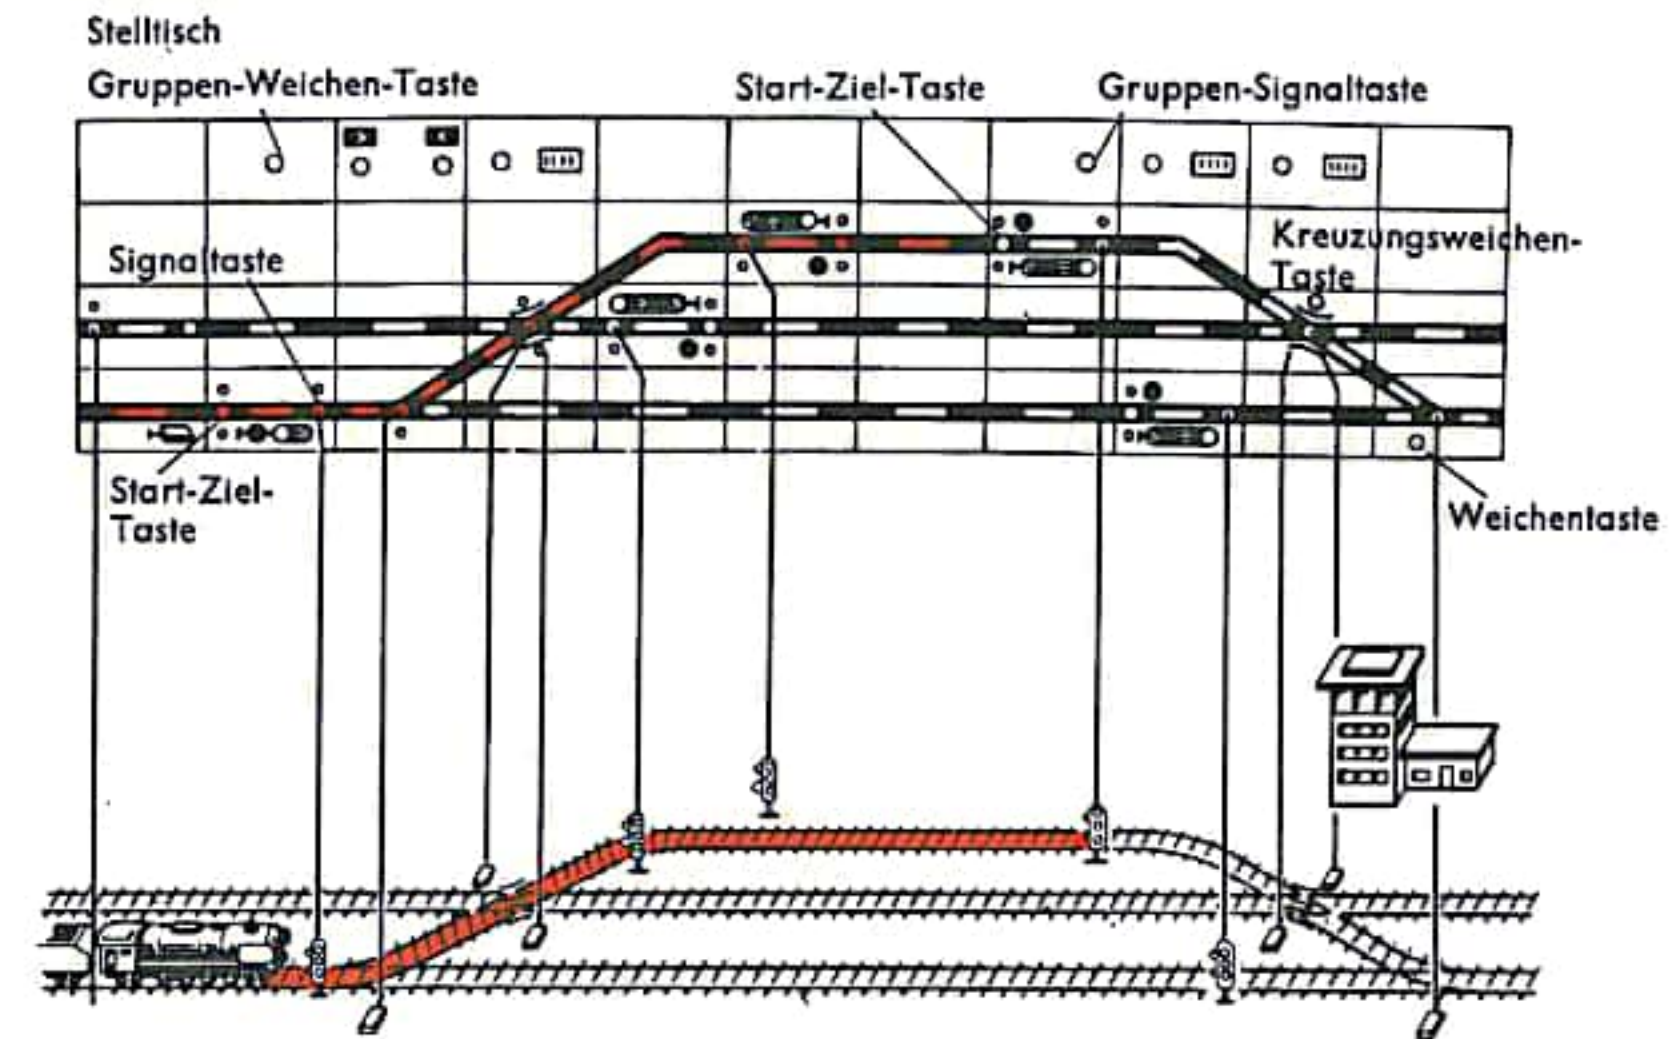 Stelltisch
Gruppen-Weichen-Taste
Start-Ziel-Taste
Gruppen-Signaltaste
Signaltaste
Kreuzungsweichen-
Taste
Start-Ziel-
Taste
Weichentaste